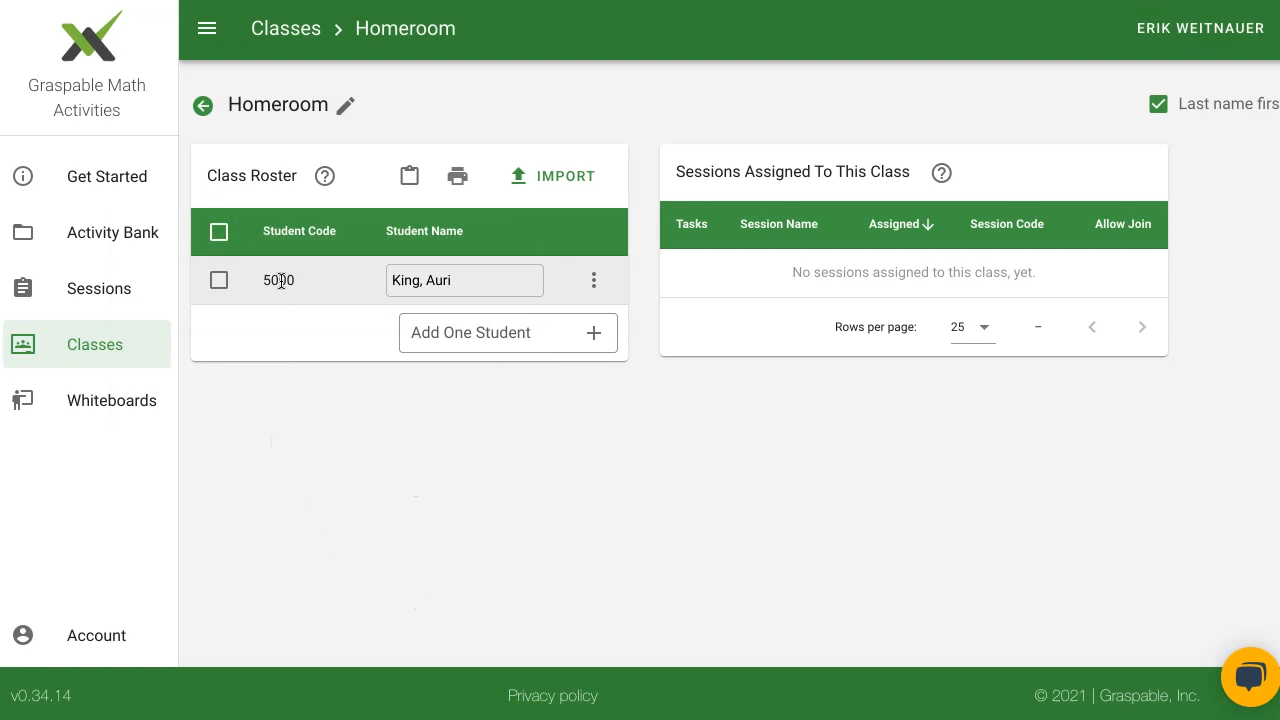 Classes > Homeroom
ERIK WEITNAUER
Graspable Math
Activities
Get Started
Activity Bank
Sessions
Classes
Whiteboards
Account
Homeroom
Last name firs
Class Roster
IMPORT
Student Code Student Name
King, Auri
Add One Student
Sessions Assigned To This Class
Tasks Session Name Assigned Session Code Allow Join
No sessions assigned to this class, yet.
Rows per page: 25 –
v0.34.14
Privacy policy
© 2021 | Graspable, Inc.